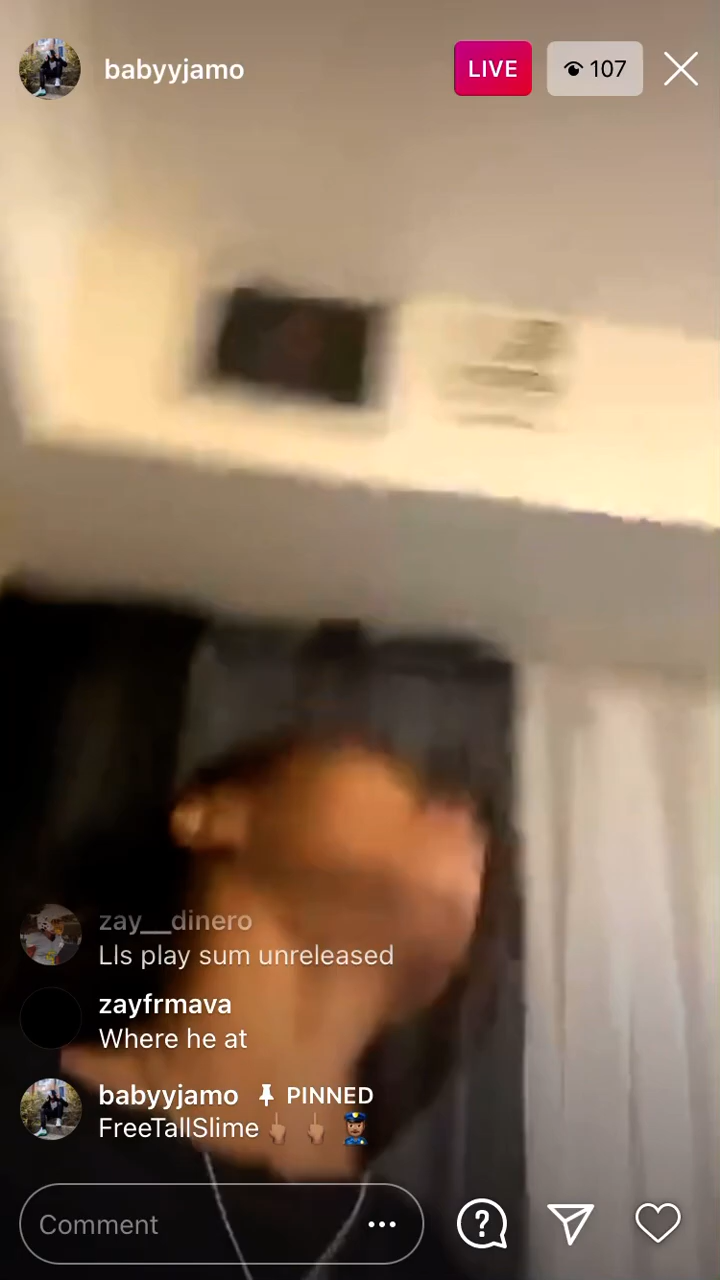 babyyjamo
LIVE
107
zay__dinero
Lls play sum unreleased
zayfrmava
Where he at
babyyjamo PINNED
FreeTallSlime🖕🏽🖕🏽👮🏽‍♂️
Comment